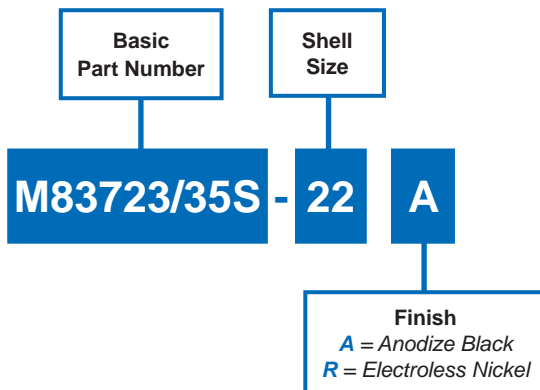 Basic
Part Number
Shell
Size
M83723/35S - 22 A
Finish
A = Anodize Black
R = Electroless Nickel